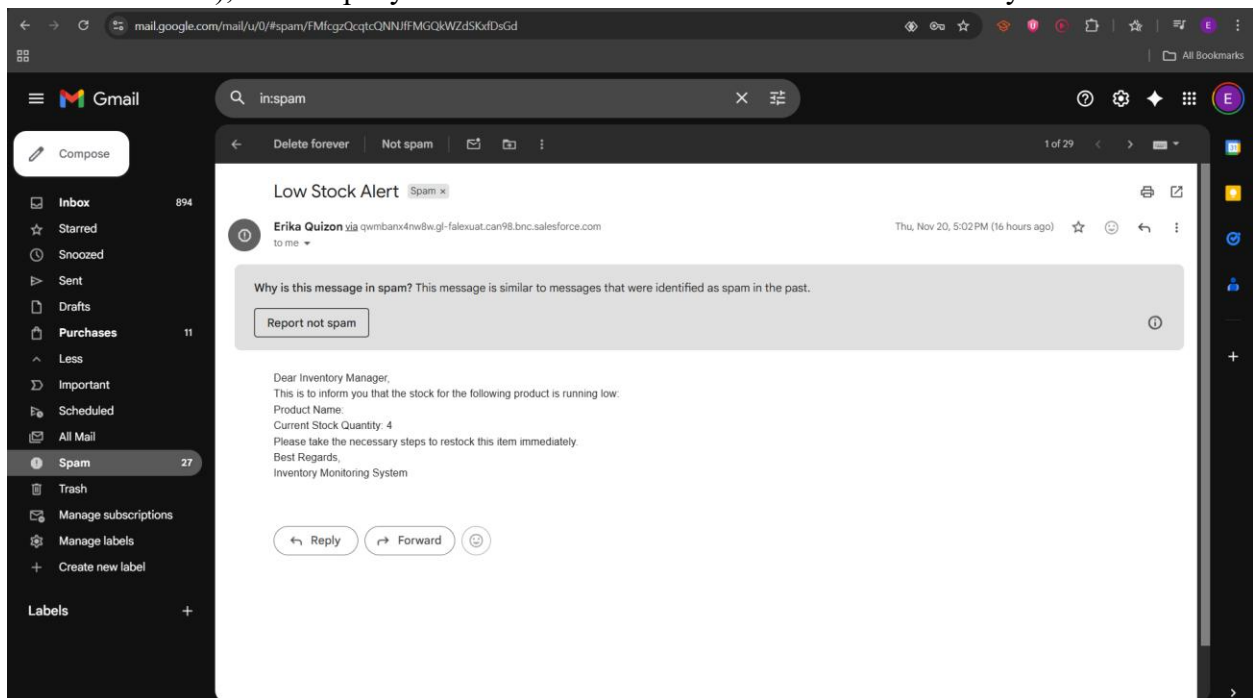 mail.google.com/mail/u/0/#spam/FMfcgzQcqtcQNNJfFMGQkWZdSKxfDsGd
E
All Bookmarks
Gmail
in:spam
E
Compose
Delete forever
Not spam
1 of 29
Low Stock Alert
Spam ×
Inbox 894
Erika Quizon via qwmbanx4nw8w.gl-falexuat.can98.bnc.salesforce.com
Thu, Nov 20, 5:02 PM (16 hours ago)
to me
Starred
Snoozed
Sent
Drafts
Purchases 11
Less
Important
Scheduled
All Mail
Spam 27
Trash
Manage subscriptions
Manage labels
Create new label
Labels
Why is this message in spam? This message is similar to messages that were identified as spam in the past.
Report not spam
Dear Inventory Manager,
This is to inform you that the stock for the following product is running low:
Product Name:
Current Stock Quantity: 4
Please take the necessary steps to restock this item immediately.
Best Regards,
Inventory Monitoring System
Reply
Forward